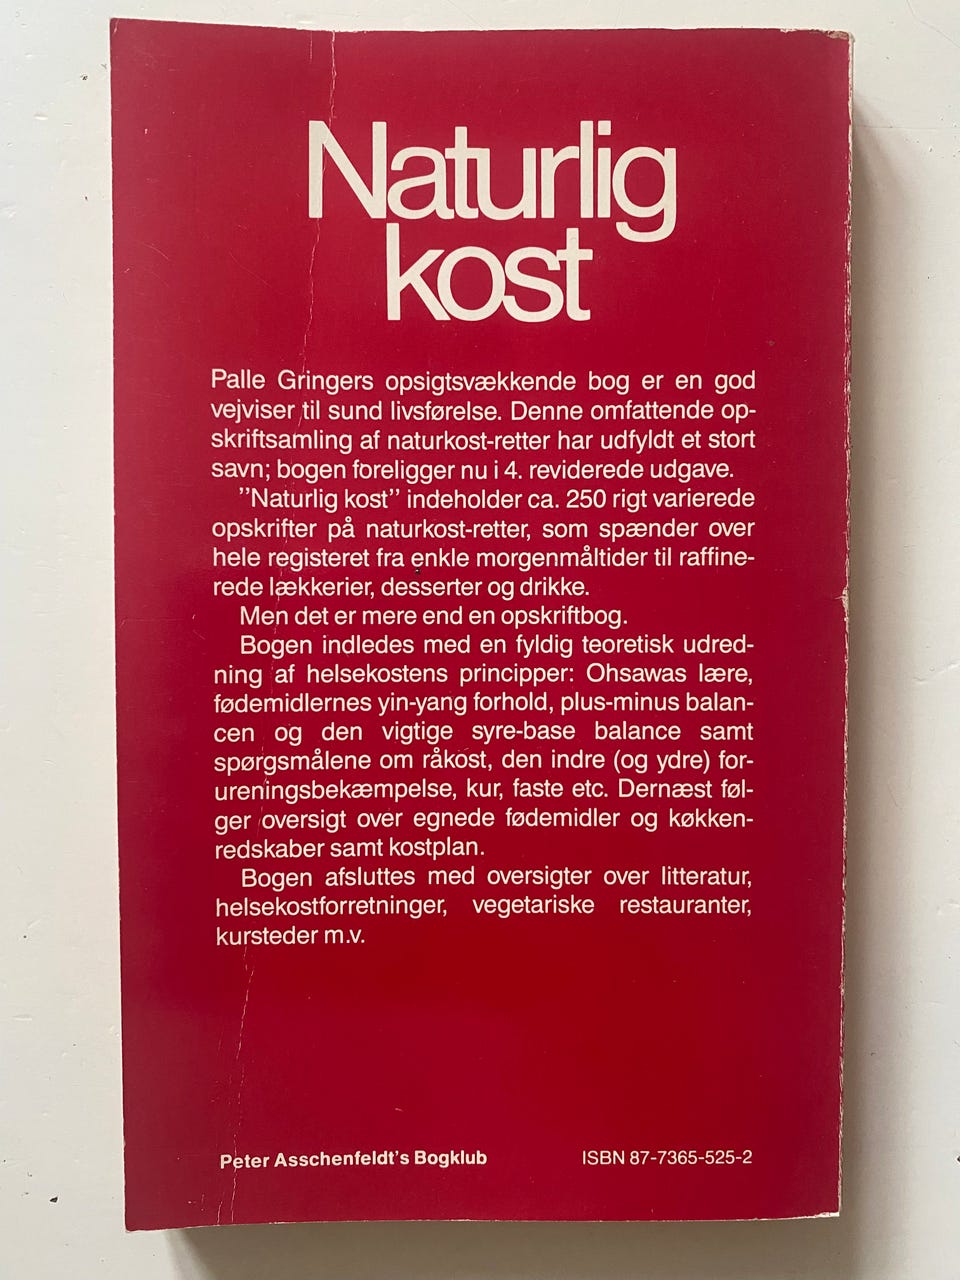 Naturlig
kost
Palle Gringers opsigtsvækkende bog er en god
vejviser til sund livsførelse. Denne omfattende op-
skriftsamling af naturkost-retter har udfyldt et stort
savn; bogen foreligger nu i 4. reviderede udgave.
”Naturlig kost” indeholder ca. 250 rigt varierede
opskrifter på naturkost-retter, som spænder over
hele registeret fra enkle morgenmåltider til raffine-
rede lækkerier, desserter og drikke.
Men det er mere end en opskriftbog.
Bogen indledes med en fyldig teoretisk udred-
ning af helsekostens principper: Ohsawas lære,
fødemidlernes yin-yang forhold, plus-minus balan-
cen og den vigtige syre-base balance samt
spørgsmålene om råkost, den indre (og ydre) for-
ureningsbekæmpelse, kur, faste etc. Dernæst føl-
ger oversigt over egnede fødemidler og køkken-
redskaber samt kostplan.
Bogen afsluttes med oversigter over litteratur,
helsekostforretninger, vegetariske restauranter,
kursteder m.v.
Peter Asschenfeldt's Bogklub ISBN 87-7365-525-2